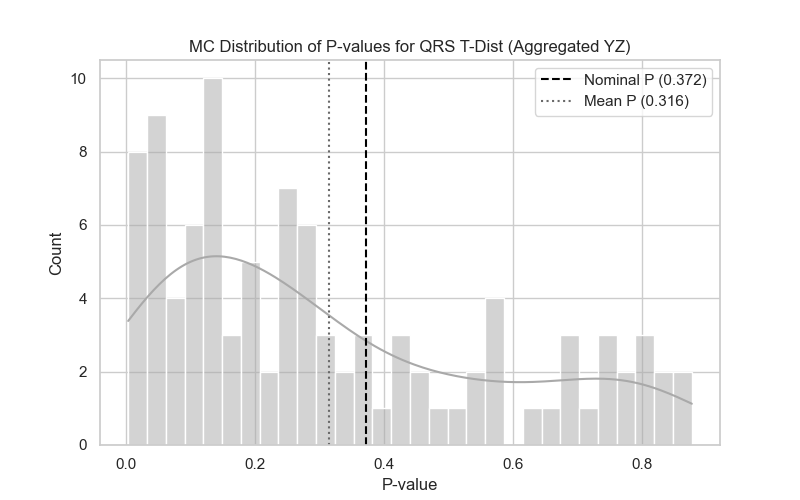 MC Distribution of P-values for QRS T-Dist (Aggregated YZ)
Nominal P (0.372)
Mean P (0.316)
Count
10
8
6
4
2
0
0.0 0.2 0.4 0.6 0.8
P-value